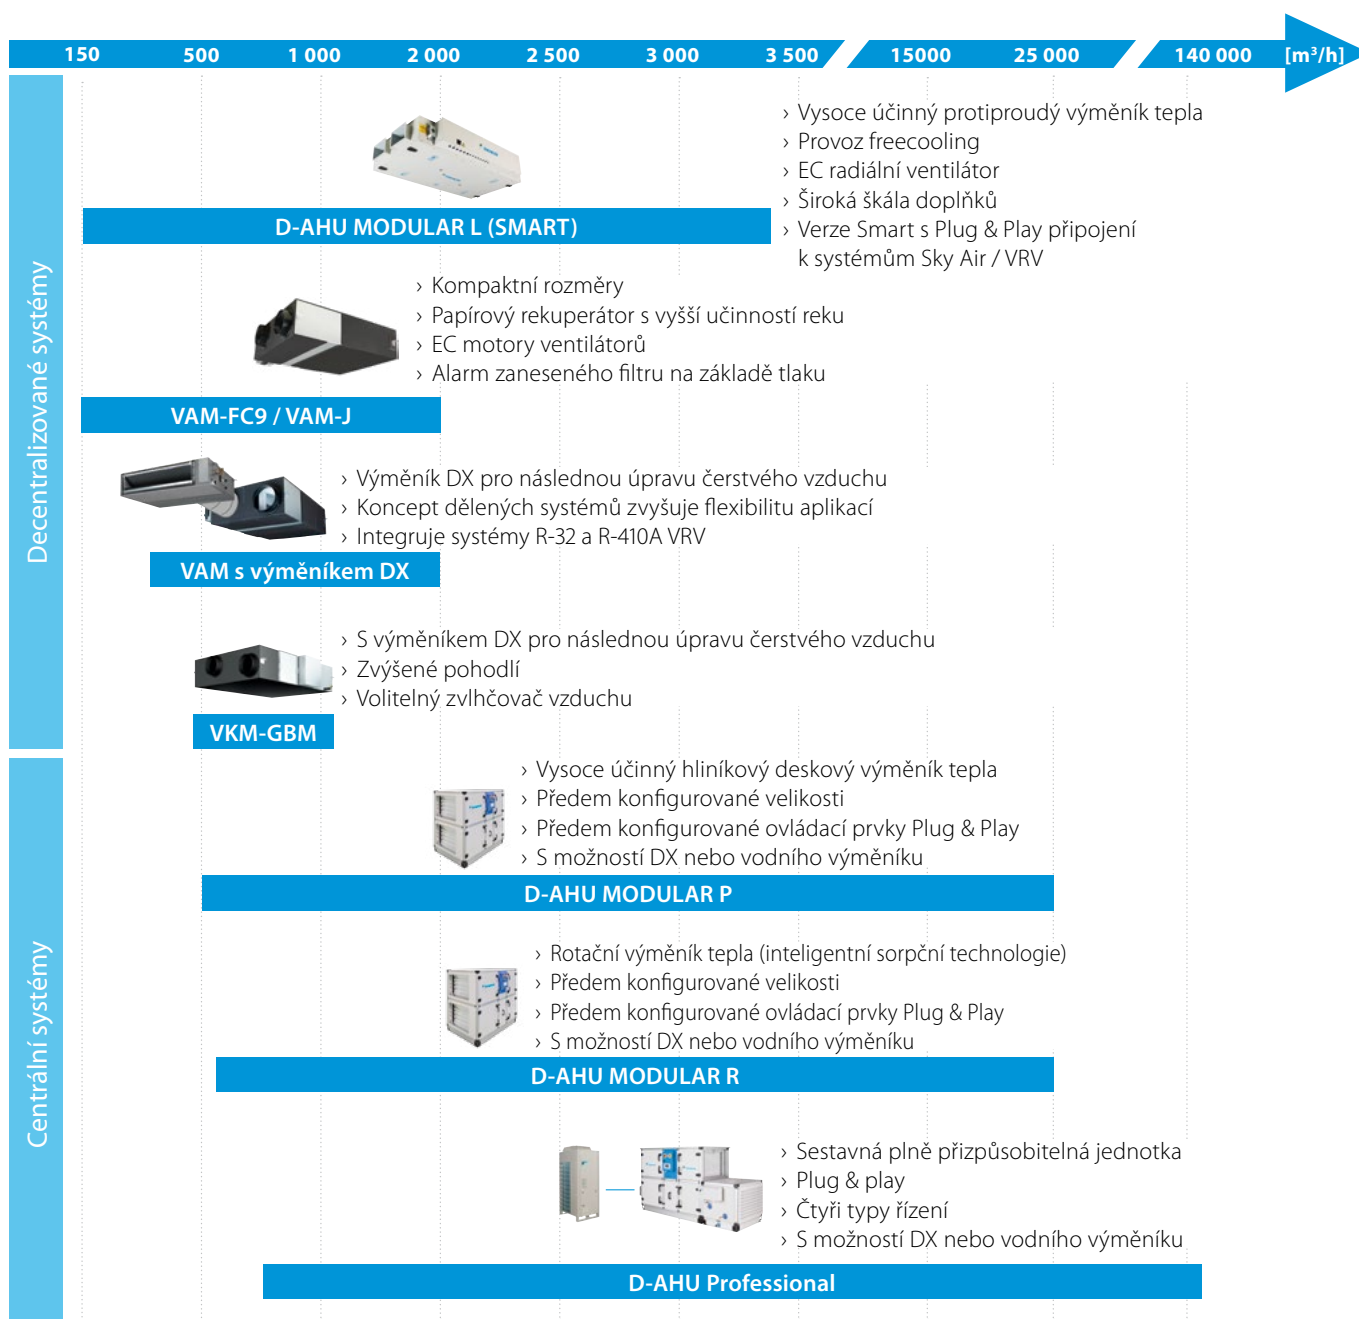 150 500 1 000 2 000 2 500 3 000 3 500 15000 25 000 140 000 [m³/h]
Decentralizované systémy
› Vysoce účinný protiproudý výměník tepla
› Provoz freecooling
› EC radiální ventilátor
› Široká škála doplňků
› Verze Smart s Plug & Play připojení
k systémům Sky Air / VRV
D-AHU MODULAR L (SMART)
› Kompaktní rozměry
› Papírový rekuperátor s vyšší učinností reku
› EC motory ventilátorů
› Alarm zaneseného filtru na základě tlaku
VAM-FC9 / VAM-J
› Výměník DX pro následnou úpravu čerstvého vzduchu
› Koncept dělených systémů zvyšuje flexibilitu aplikací
› Integruje systémy R-32 a R-410A VRV
VAM s výměníkem DX
› S výměníkem DX pro následnou úpravu čerstvého vzduchu
› Zvýšené pohodlí
› Volitelný zvlhčovač vzduchu
VKM-GBM
Centrální systémy
› Vysoce účinný hliníkový deskový výměník tepla
› Předem konfigurované velikosti
› Předem konfigurované ovládací prvky Plug & Play
› S možností DX nebo vodního výměníku
D-AHU MODULAR P
› Rotační výměník tepla (inteligentní sorpční technologie)
› Předem konfigurované velikosti
› Předem konfigurované ovládací prvky Plug & Play
› S možností DX nebo vodního výměníku
D-AHU MODULAR R
› Sestavná plně přizpůsobitelná jednotka
› Plug & play
› Čtyři typy řízení
› S možností DX nebo vodního výměníku
D-AHU Professional